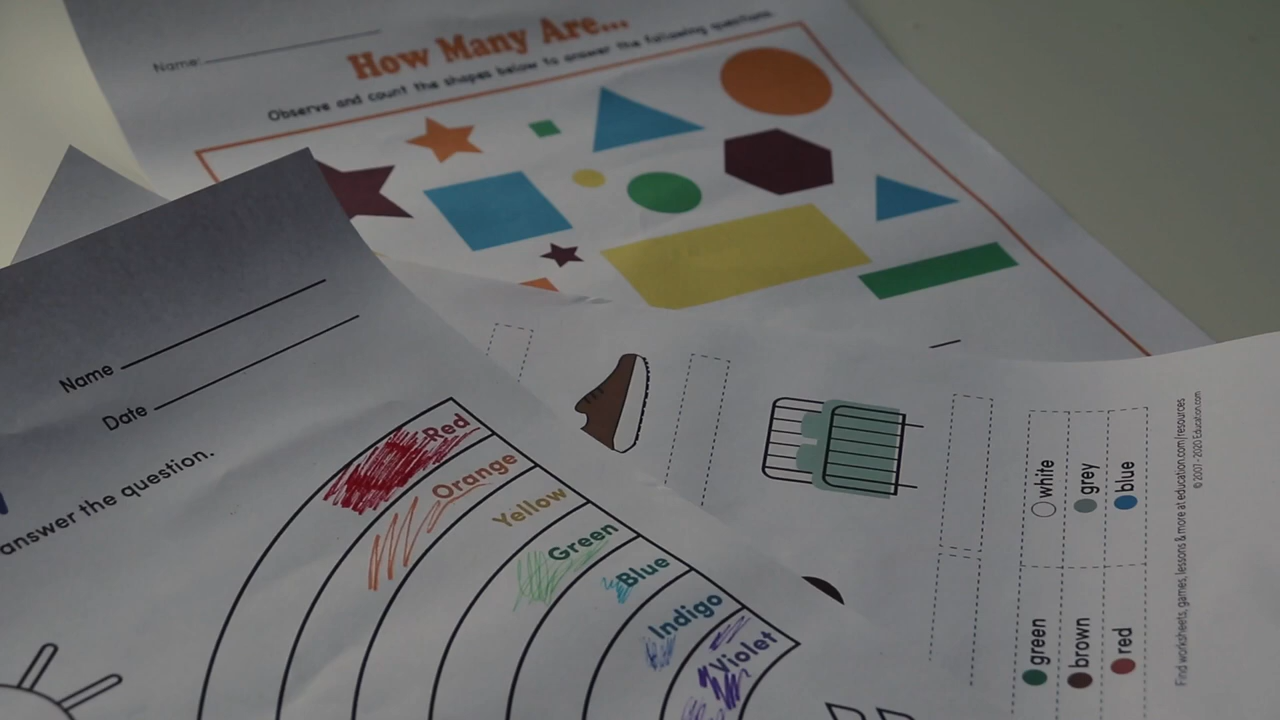 Name:
How Many Are...
Observe and count the shapes below to answer the following questions.
Name
Date
answer the question.
Red
Orange
Yellow
Green
Blue
Indigo
Violet
white
grey
blue
green
brown
red
Find worksheets, games, lessons & more at education.com/resources
© 2007 - 2020 Education.com